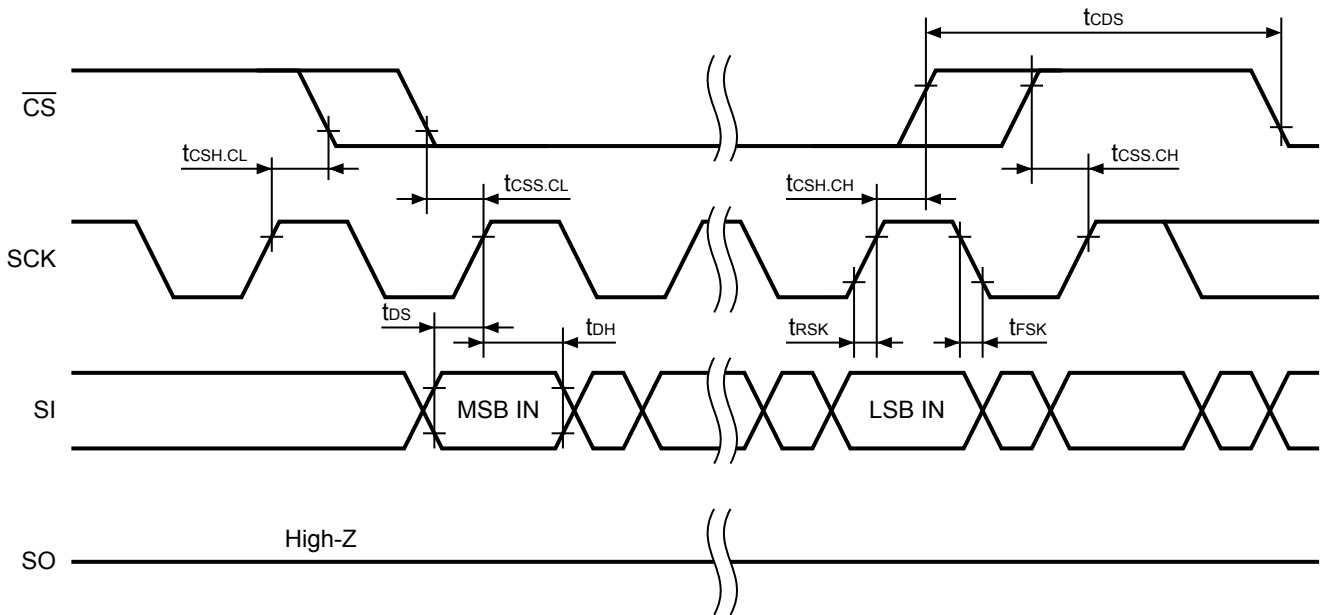 tCDS
CS
tCSH.CL
tCSS.CL
tCSH.CH
tCSS.CH
SCK
tDS
tDH
tRSK
tFSK
SI
MSB IN
LSB IN
High-Z
SO